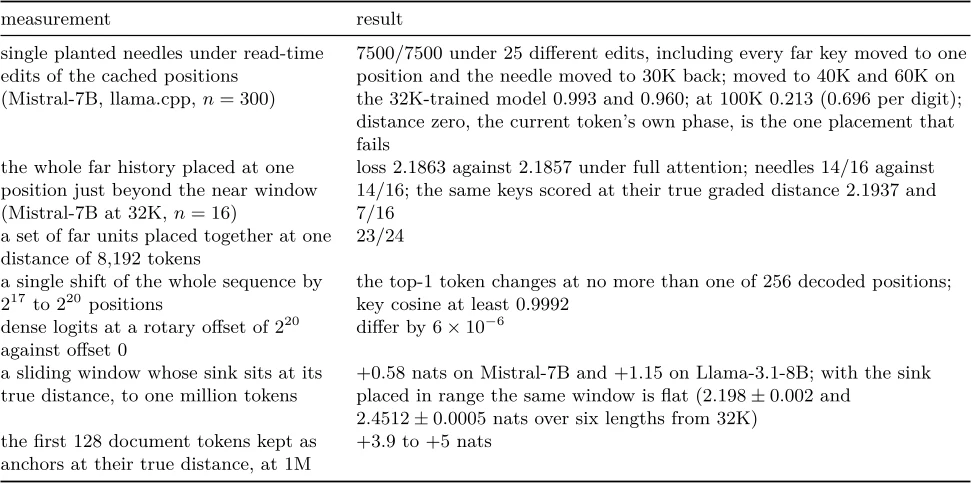 measurement result
single planted needles under read-time 7500/7500 under 25 different edits, including every far key moved to one
edits of the cached positions position and the needle moved to 30K back; moved to 40K and 60K on
(Mistral-7B, llama.cpp, n = 300) the 32K-trained model 0.993 and 0.960; at 100K 0.213 (0.696 per digit);
distance zero, the current token's own phase, is the one placement that
fails
the whole far history placed at one loss 2.1863 against 2.1857 under full attention; needles 14/16 against
position just beyond the near window 14/16; the same keys scored at their true graded distance 2.1937 and
(Mistral-7B at 32K, n = 16) 7/16
a set of far units placed together at one 23/24
distance of 8,192 tokens
a single shift of the whole sequence by the top-1 token changes at no more than one of 256 decoded positions;
2^17 to 2^20 positions key cosine at least 0.9992
dense logits at a rotary offset of 2^20 differ by 6 × 10^−6
against offset 0
a sliding window whose sink sits at its +0.58 nats on Mistral-7B and +1.15 on Llama-3.1-8B; with the sink
true distance, to one million tokens placed in range the same window is flat (2.198 ± 0.002 and
2.4512 ± 0.0005 nats over six lengths from 32K)
the first 128 document tokens kept as +3.9 to +5 nats
anchors at their true distance, at 1M